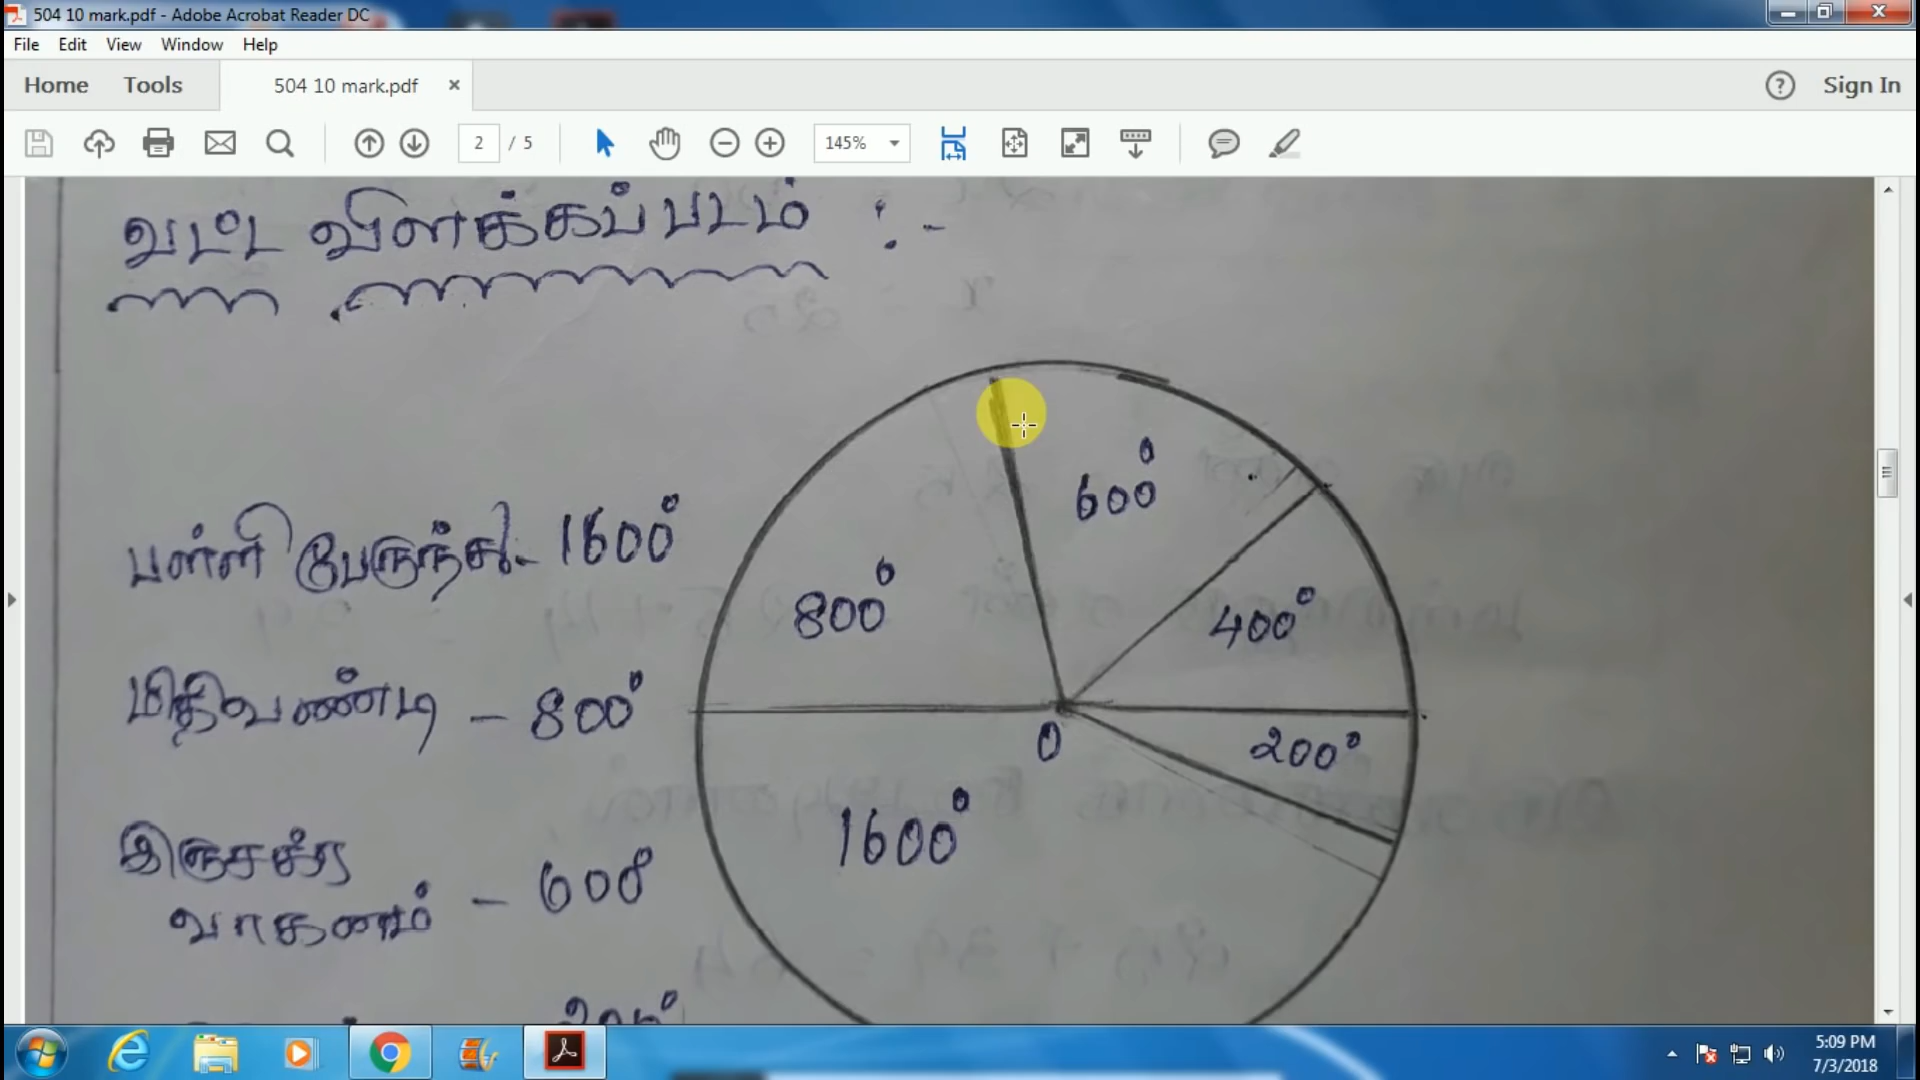 504 10 mark.pdf - Adobe Acrobat Reader DC
File Edit View Window Help
Home Tools 504 10 mark.pdf × Sign In
2 / 5 145%
வட்ட விளக்கப்படம் :-
600°
பள்ளி பேருந்து - 1600°
800°
400°
மிதிவண்டி - 800°
O
200°
1600°
இருசக்ர
வாகனம் - 600°
5:09 PM
7/3/2018